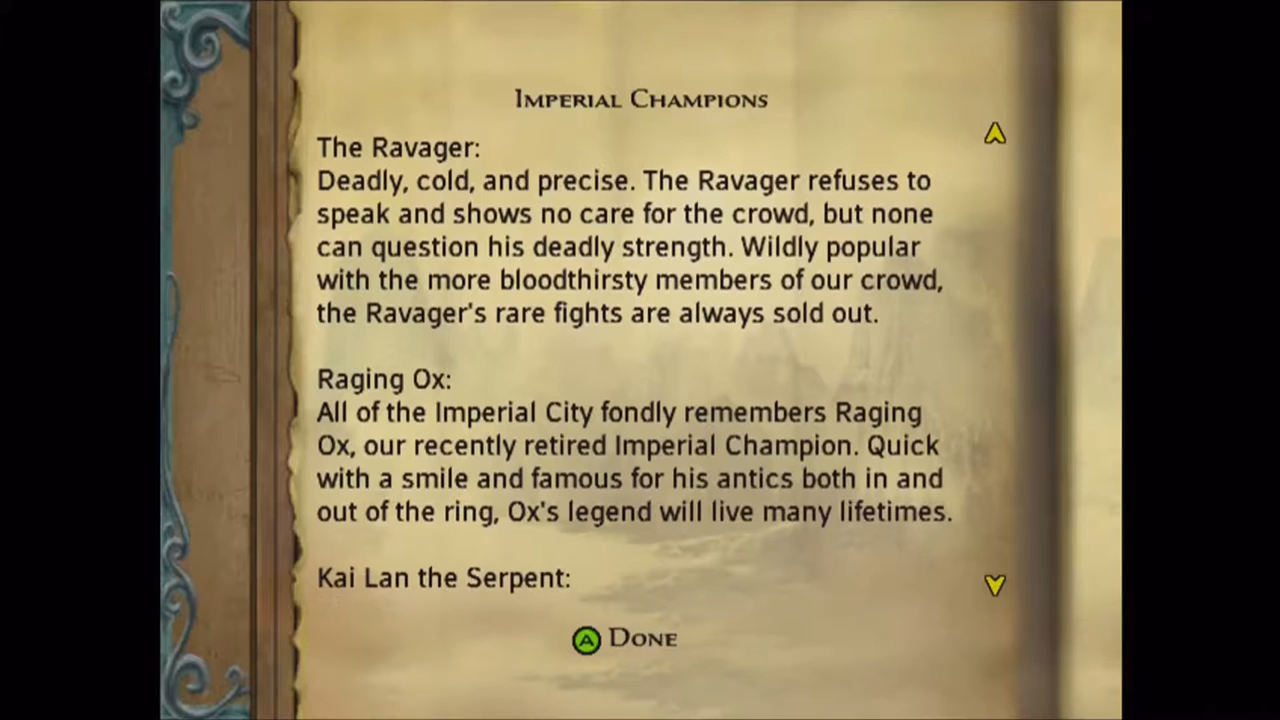 Imperial Champions
The Ravager:
Deadly, cold, and precise. The Ravager refuses to
speak and shows no care for the crowd, but none
can question his deadly strength. Wildly popular
with the more bloodthirsty members of our crowd,
the Ravager's rare fights are always sold out.
Raging Ox:
All of the Imperial City fondly remembers Raging
Ox, our recently retired Imperial Champion. Quick
with a smile and famous for his antics both in and
out of the ring, Ox's legend will live many lifetimes.
Kai Lan the Serpent:
A Done